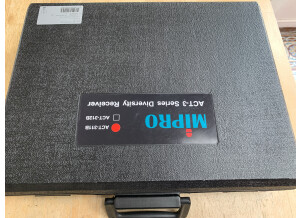 MIPRO
ACT-3 Series Diversity Receiver
ACT-311B
ACT-312B